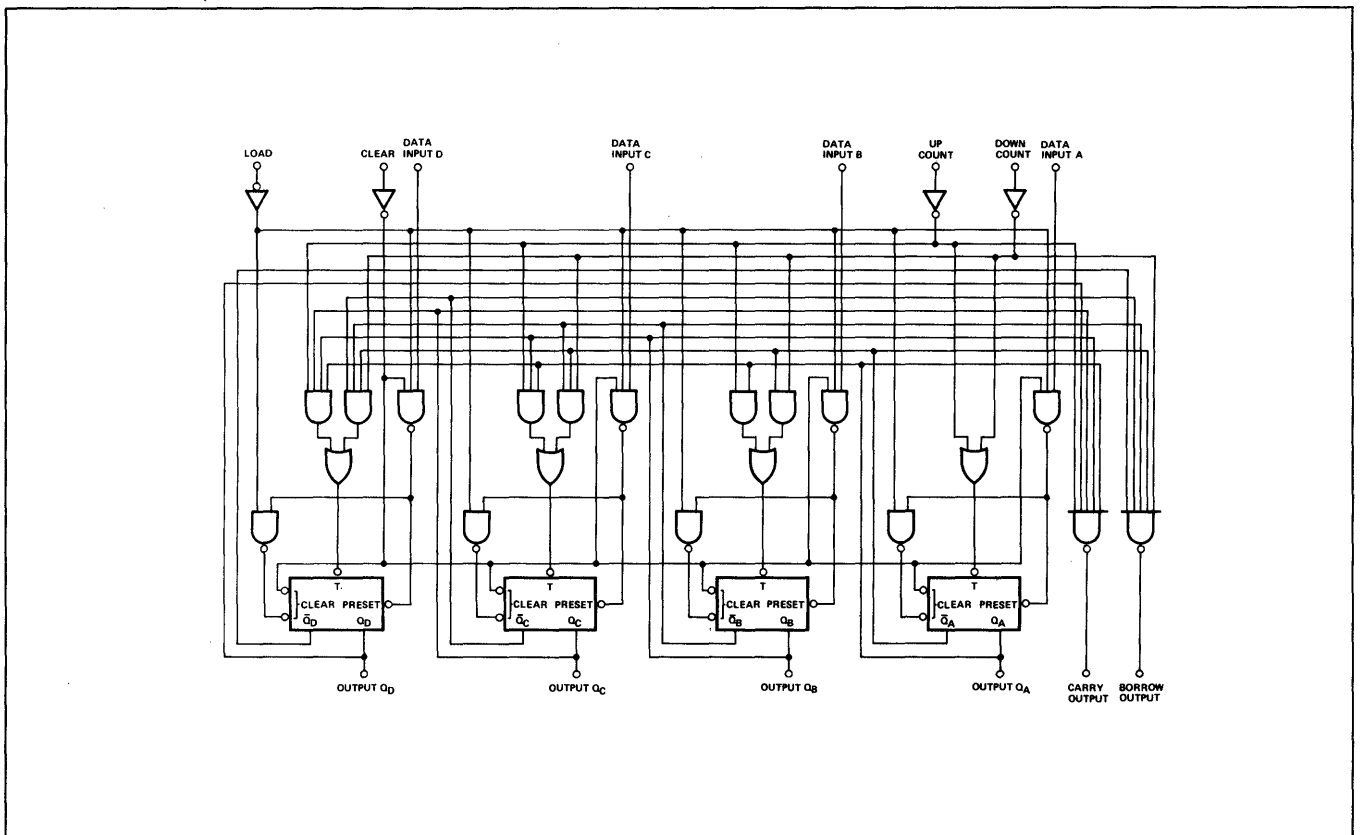 LOAD
CLEAR
DATA
INPUT D
DATA
INPUT C
DATA
INPUT B
UP
COUNT
DOWN
COUNT
DATA
INPUT A
T
CLEAR PRESET
Q̅D QD
T
CLEAR PRESET
Q̅C QC
T
CLEAR PRESET
Q̅B QB
T
CLEAR PRESET
Q̅A QA
OUTPUT QD
OUTPUT QC
OUTPUT QB
OUTPUT QA
CARRY
OUTPUT
BORROW
OUTPUT